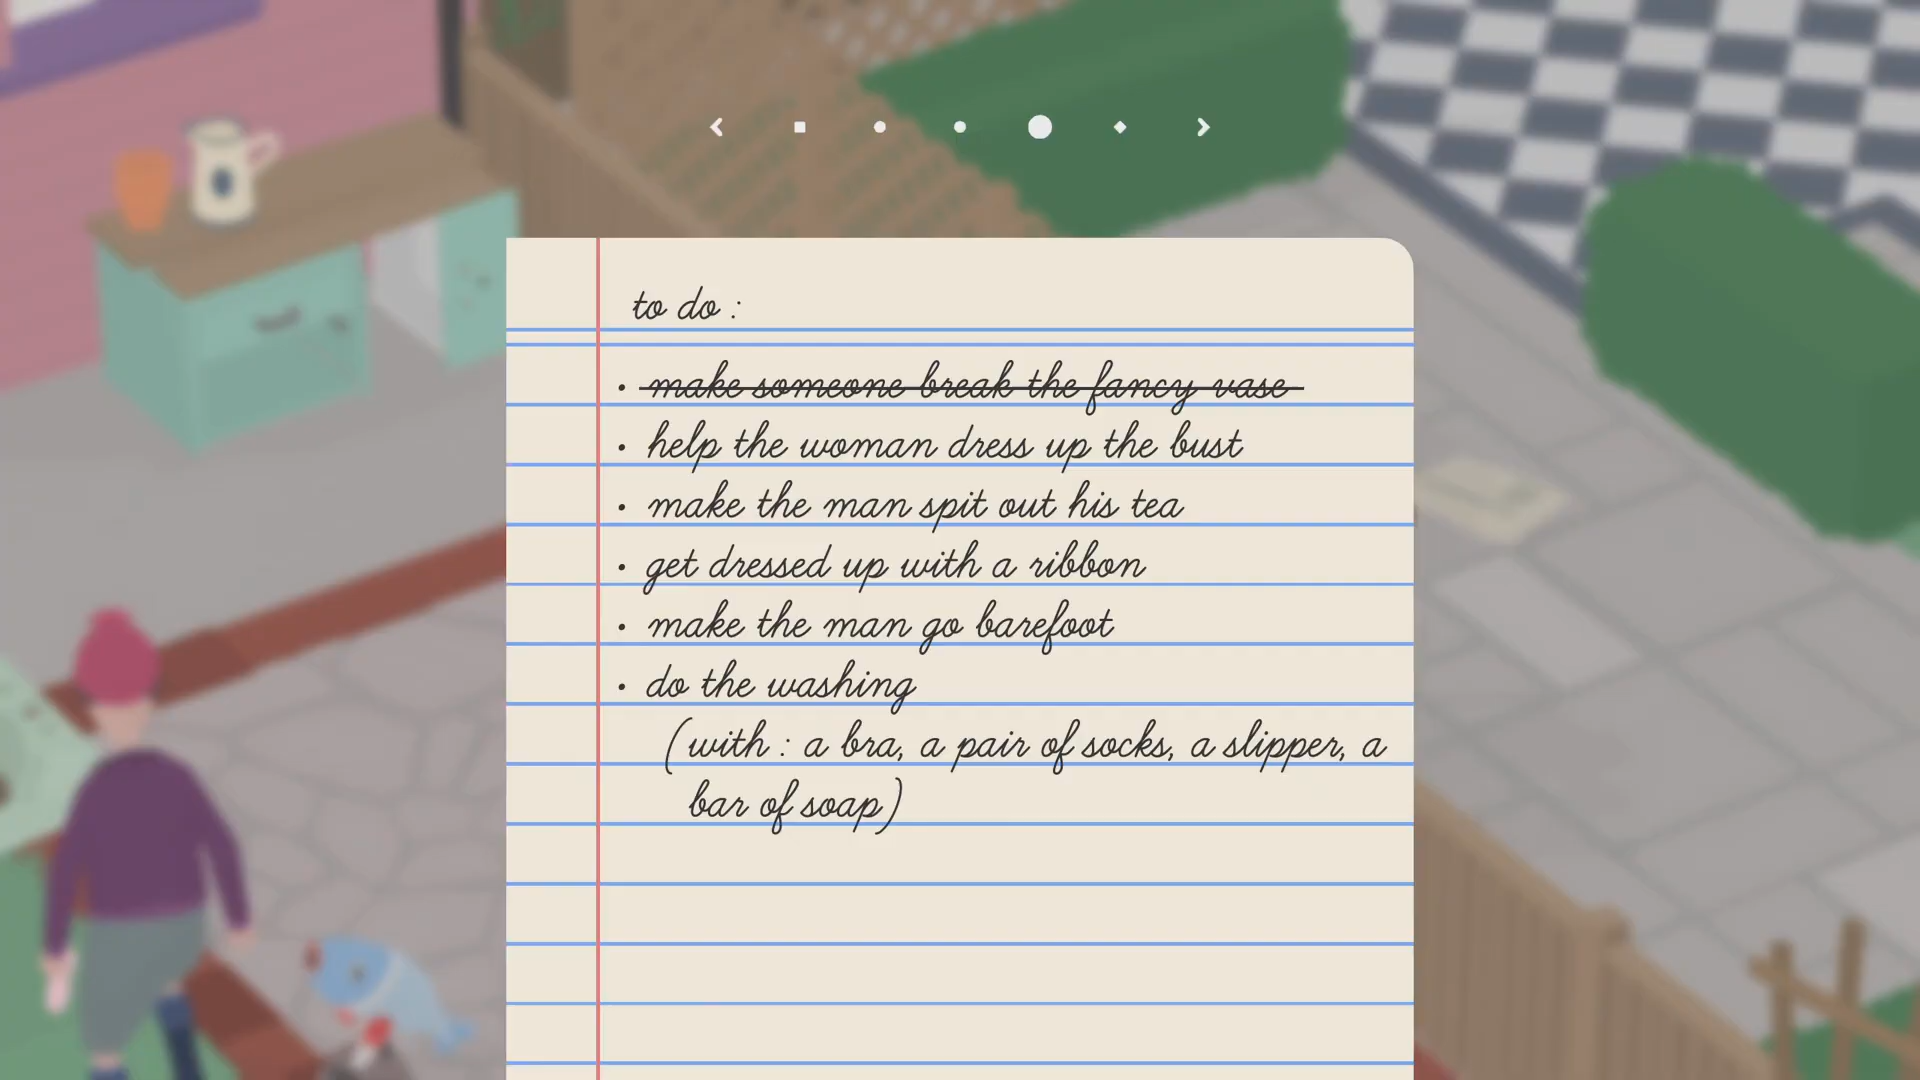 to do :
• make someone break the fancy vase
• help the woman dress up the bust
• make the man spit out his tea
• get dressed up with a ribbon
• make the man go barefoot
• do the washing
(with : a bra, a pair of socks, a slipper, a
bar of soap)